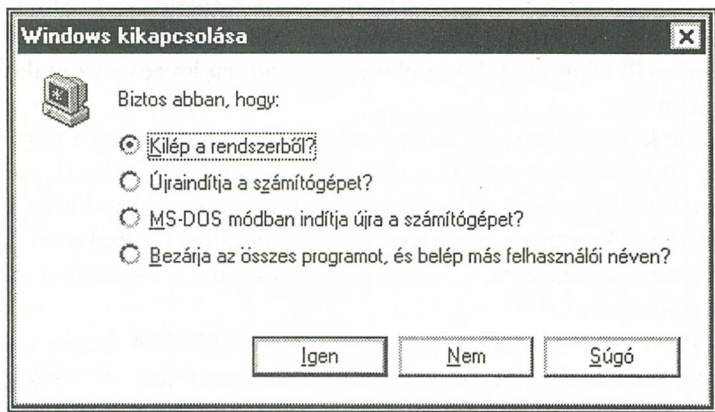 Windows kikapcsolása
Biztos abban, hogy:
Kilép a rendszerből?
Újraindítja a számítógépet?
MS-DOS módban indítja újra a számítógépet?
Bezárja az összes programot, és belép más felhasználói néven?
Igen Nem Súgó